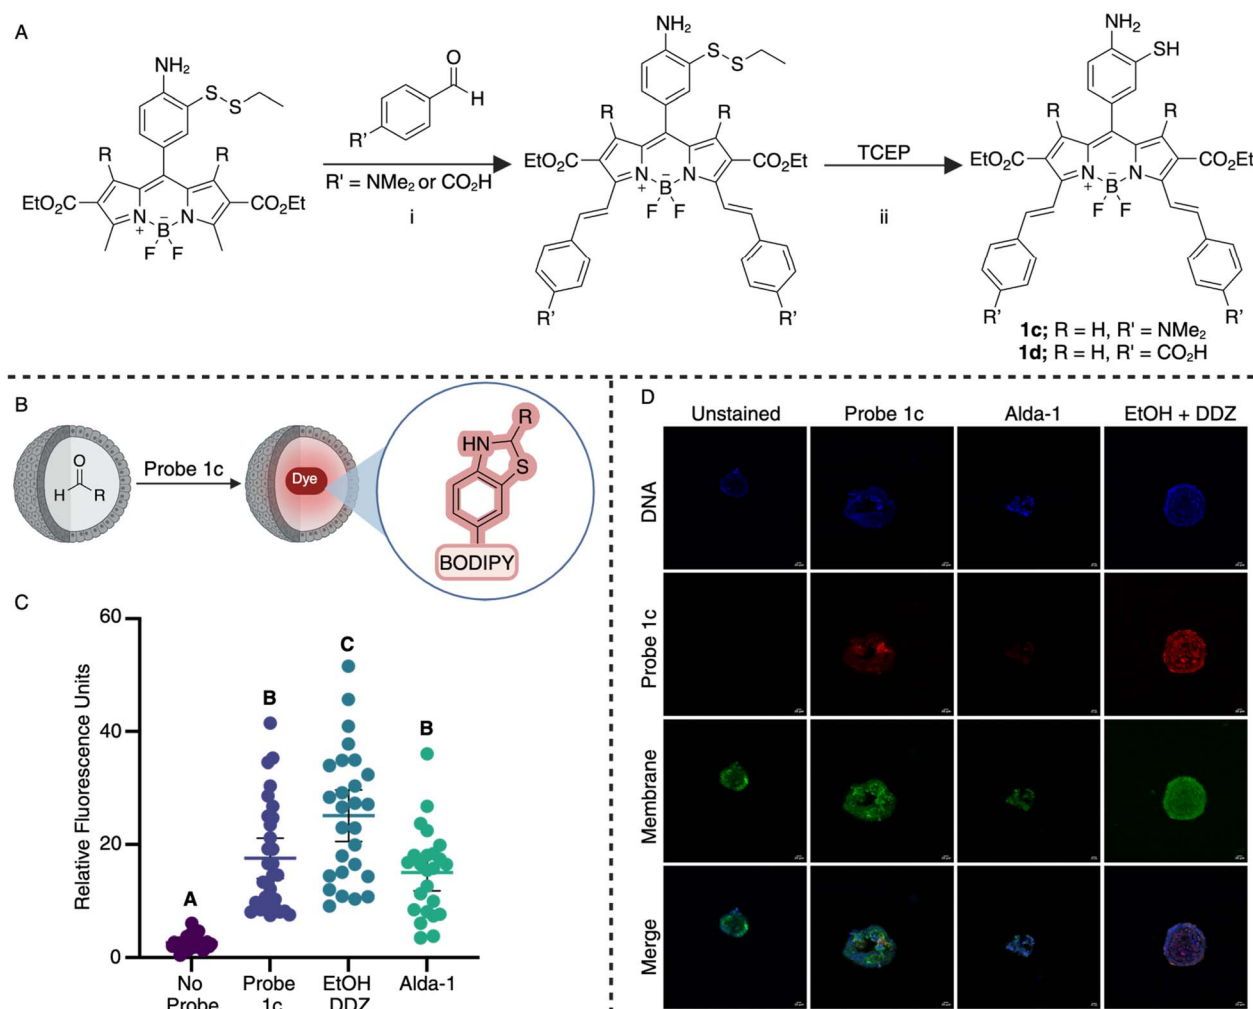 A
NH₂
S
S
R
R
EtO₂C
CO₂Et
N
N
+
B
−
F
F
O
H
R'
R' = NMe₂ or CO₂H
i
NH₂
S
S
R
R
EtO₂C
CO₂Et
N
N
+
B
−
F
F
R'
R'
TCEP
ii
NH₂
SH
R
R
EtO₂C
CO₂Et
N
N
+
B
−
F
F
R'
R'
1c; R = H, R' = NMe₂
1d; R = H, R' = CO₂H
B
O
H
R
Probe 1c
Dye
R
HN
S
BODIPY
C
Relative Fluorescence Units
60
40
20
0
A
B
C
B
No
Probe
Probe
1c
EtOH
DDZ
Alda-1
D
Unstained
Probe 1c
Alda-1
EtOH + DDZ
DNA
Probe 1c
Membrane
Merge